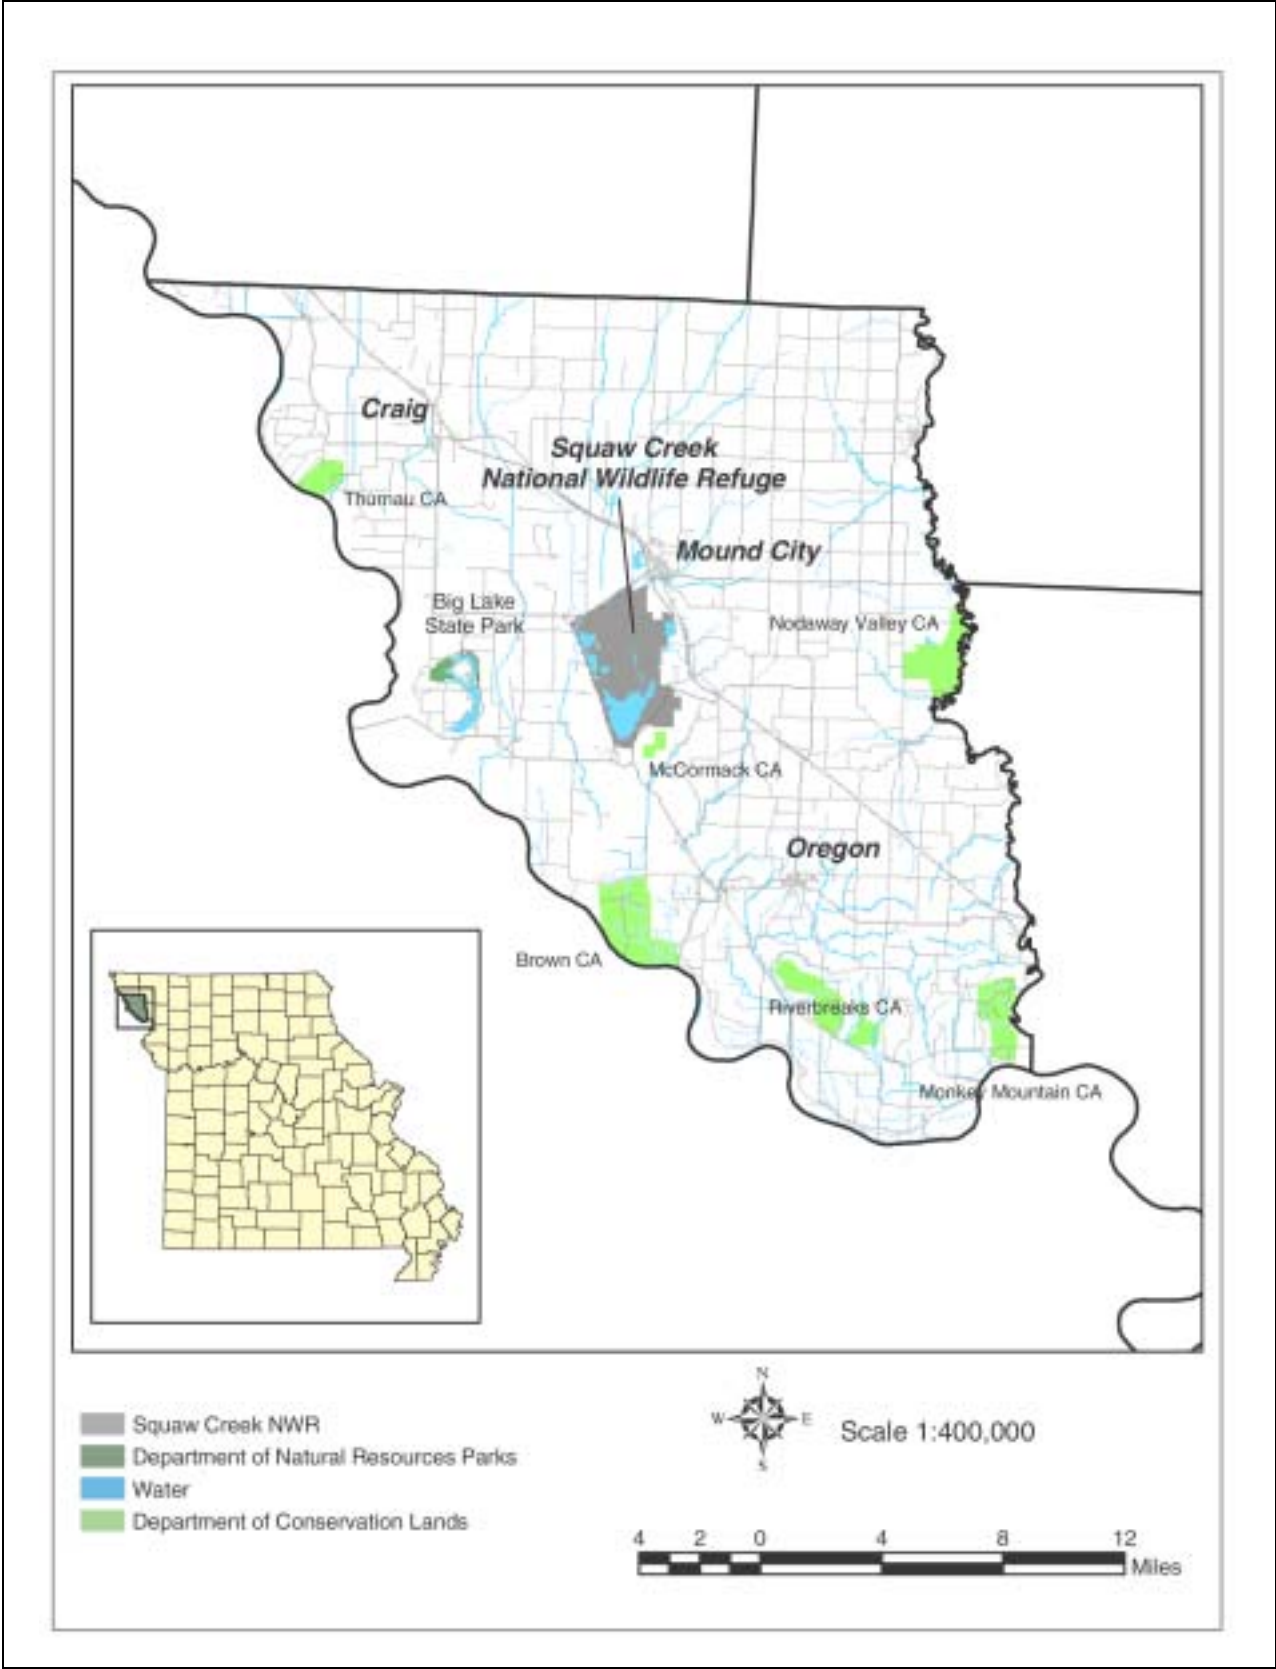 Craig
Squaw Creek
National Wildlife Refuge
Thurnau CA
Mound City
Big Lake
State Park
Nodaway Valley CA
McCormack CA
Oregon
Brown CA
Riverbreaks CA
Monkey Mountain CA
N
W E
S
Scale 1:400,000
Squaw Creek NWR
Department of Natural Resources Parks
Water
Department of Conservation Lands
4 2 0 4 8 12
Miles